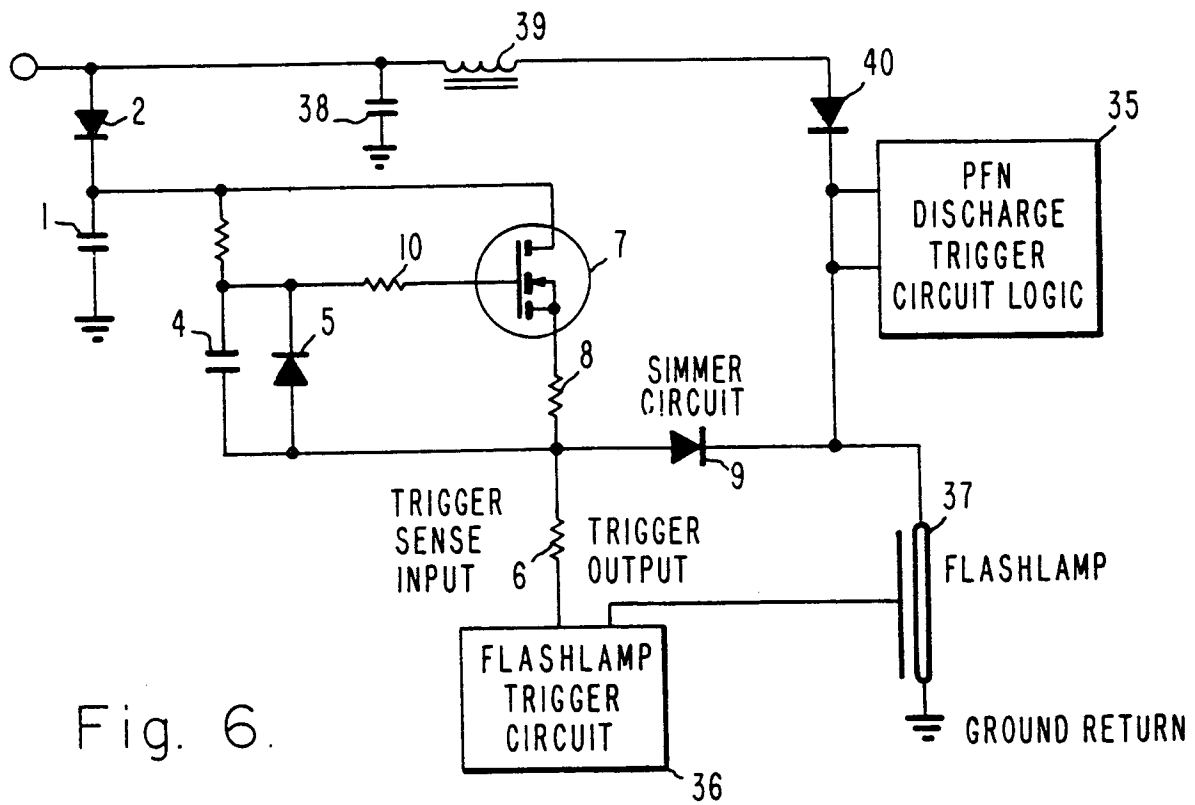 39
40
2
38
35
PFN
DISCHARGE
TRIGGER
CIRCUIT LOGIC
1
10
7
4
5
8
SIMMER
CIRCUIT
9
TRIGGER
SENSE
INPUT
6
TRIGGER
OUTPUT
37
FLASHLAMP
FLASHLAMP
TRIGGER
CIRCUIT
36
GROUND RETURN
Fig. 6.